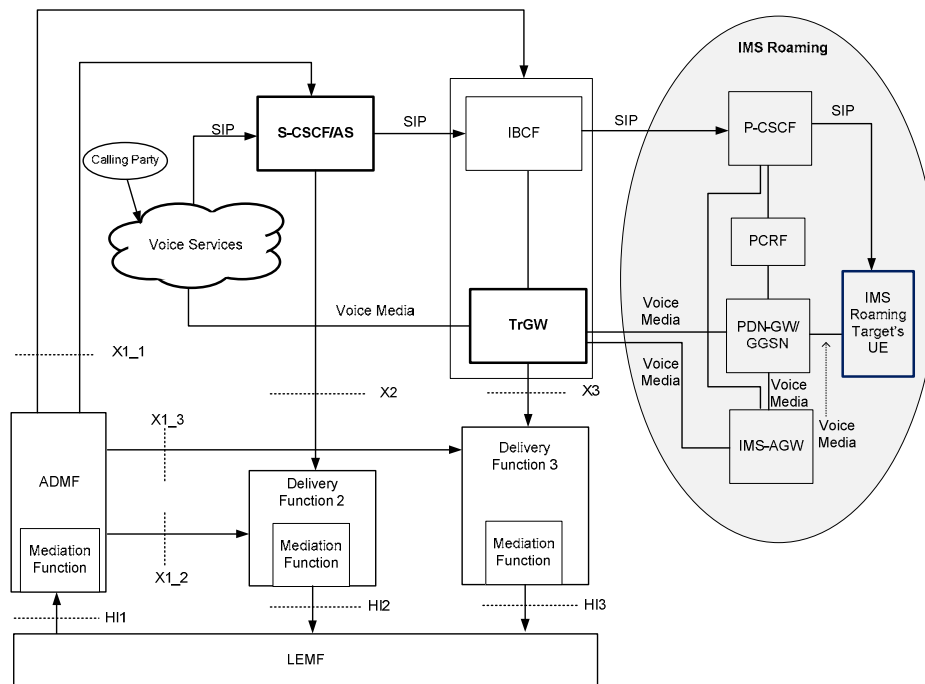 IMS Roaming
S-CSCF/AS
SIP
SIP
IBCF
SIP
P-CSCF
SIP
Calling Party
Voice Services
PCRF
Voice Media
TrGW
Voice
Media
PDN-GW/
GGSN
IMS
Roaming
Target's
UE
X1_1
Voice
Media
X2
X3
Voice
Media
Voice
Media
X1_3
IMS-AGW
ADMF
Delivery
Function 2
Delivery
Function 3
Mediation
Function
Mediation
Function
Mediation
Function
X1_2
HI1
HI2
HI3
LEMF